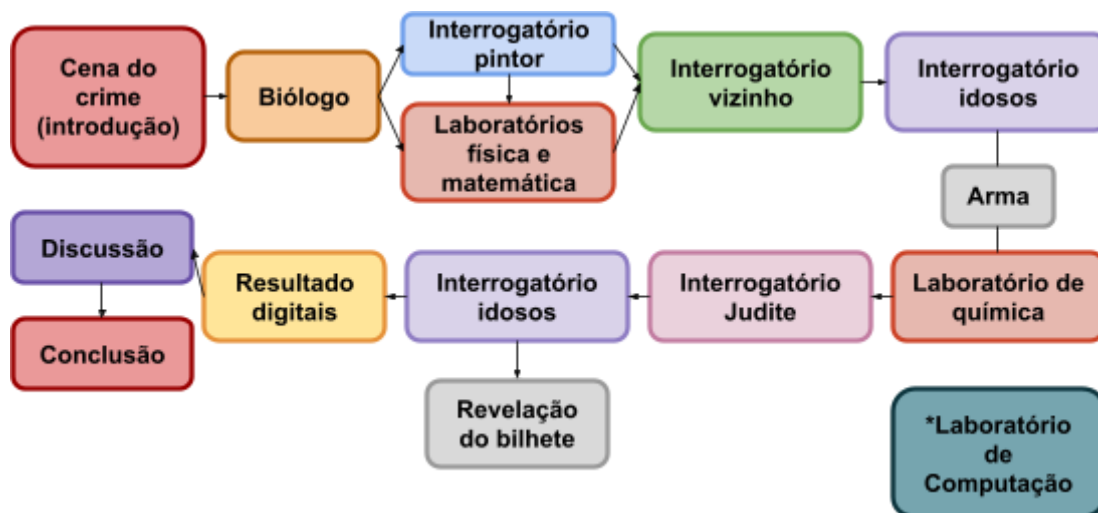 Cena do
crime
(introdução)
Biólogo
Interrogatório
pintor
Laboratórios
física e
matemática
Interrogatório
vizinho
Interrogatório
idosos
Arma
Laboratório de
química
Interrogatório
Judite
Interrogatório
idosos
Revelação
do bilhete
Resultado
digitais
Discussão
Conclusão
*Laboratório
de
Computação